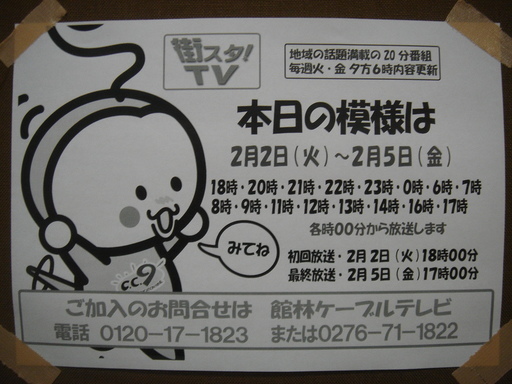 街スタ!
TV
地域の話題満載の20分番組
毎週火・金 夕方6時内容更新
本日の模様は
2月2日(火)~2月5日(金)
18時・20時・21時・22時・23時・0時・6時・7時
8時・9時・11時・12時・13時・14時・16時・17時
各時00分から放送します
みてね
初回放送・2月 2日(火)18時00分
最終放送・2月 5日(金)17時00分
c.c.9
ご加入のお問合せは 館林ケーブルテレビ
電話 0120-17-1823 または0276-71-1822